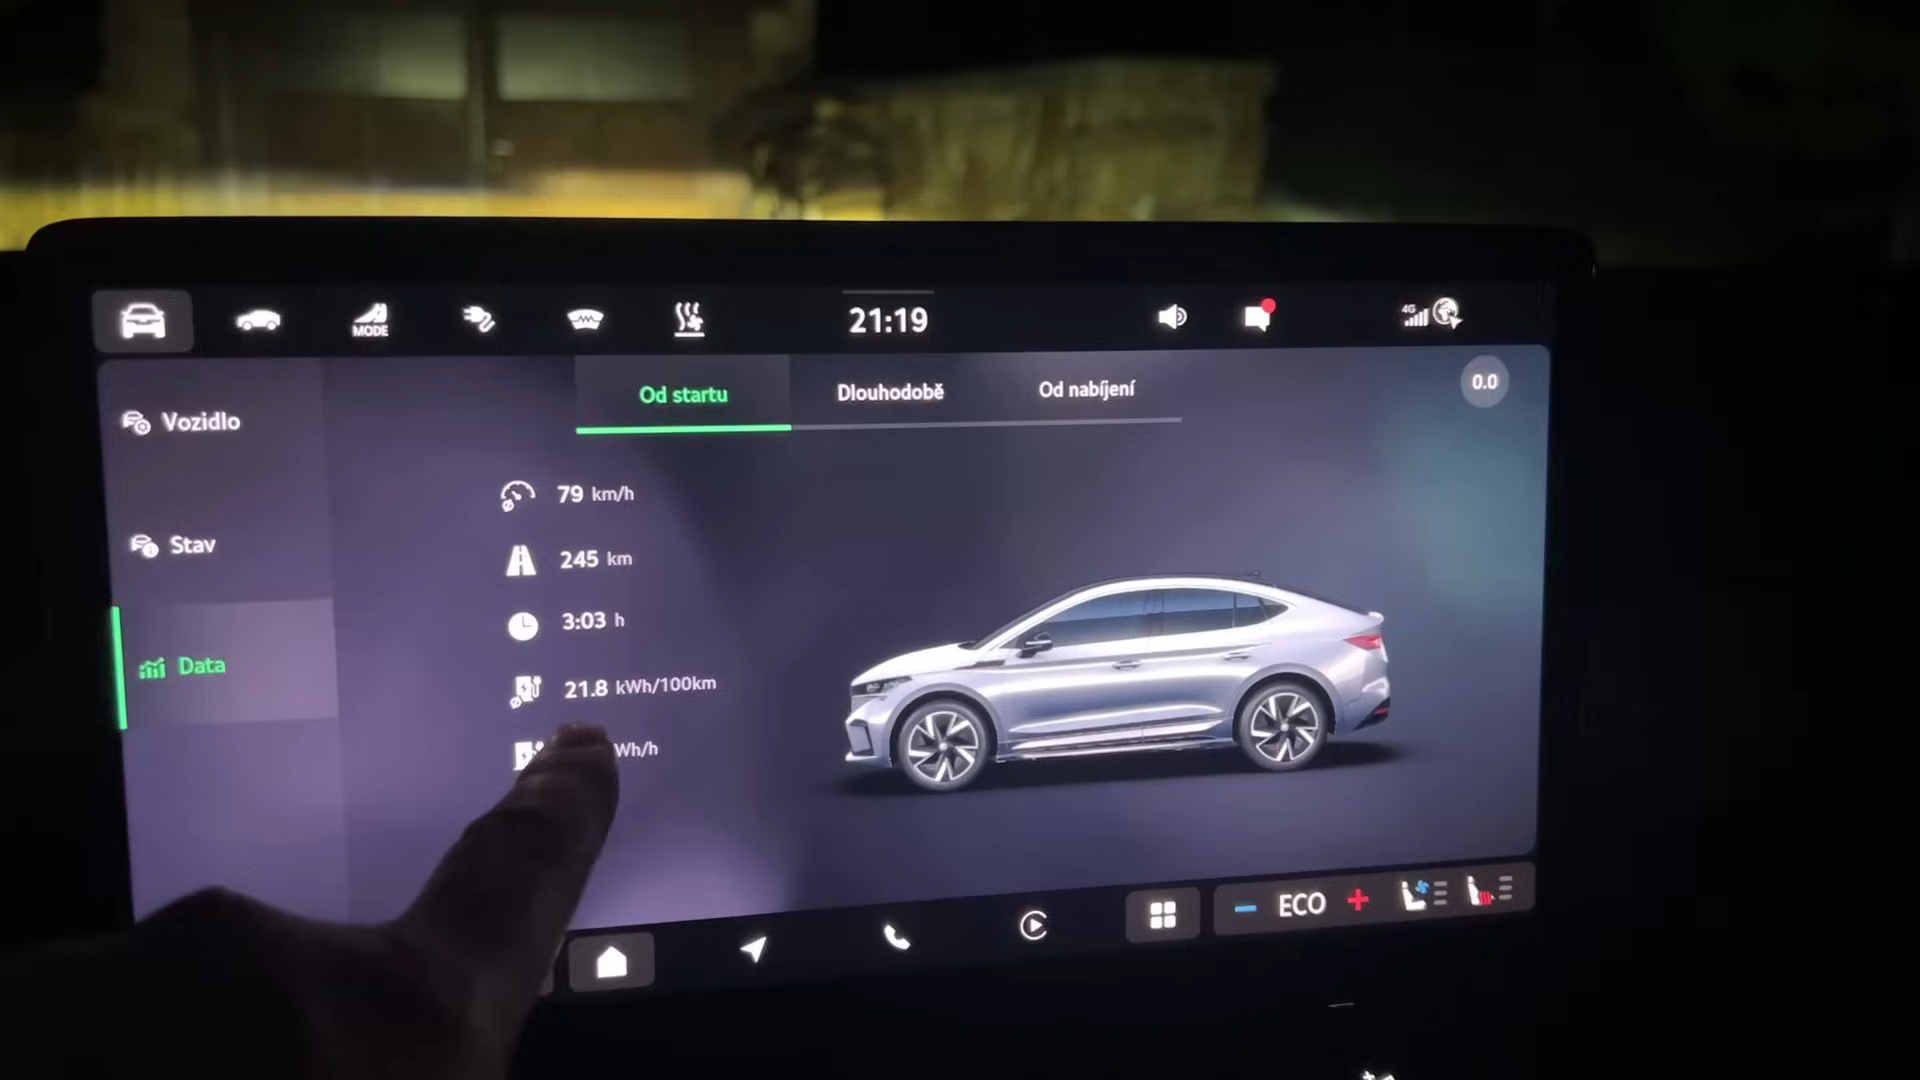 MODE
21:19
4G
Vozidlo
Od startu
Dlouhodobě
Od nabíjení
0.0
79 km/h
245 km
Stav
3:03 h
Data
21.8 kWh/100km
Wh/h
ECO